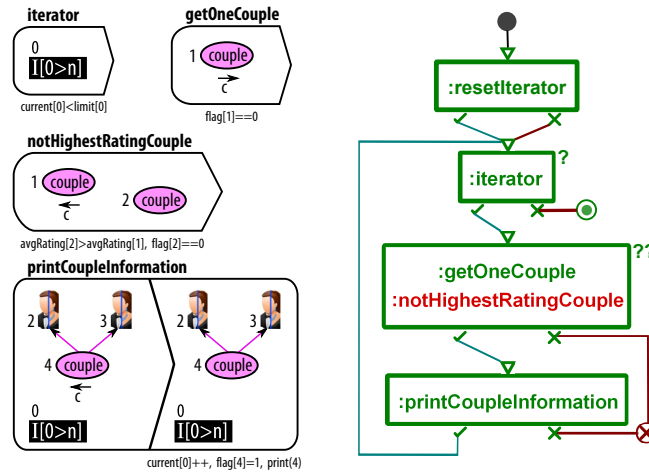 iterator
0
I[0>n]
current[0]<limit[0]
getOneCouple
1 couple
c
flag[1]==0
notHighestRatingCouple
1 couple
c
2 couple
avgRating[2]>avgRating[1], flag[2]==0
printCoupleInformation
2 3
4 couple
c
0
I[0>n]
2 3
4 couple
0
I[0>n]
current[0]++, flag[4]=1, print(4)
:resetIterator
:iterator
?
:getOneCouple
:notHighestRatingCouple
??
:printCoupleInformation